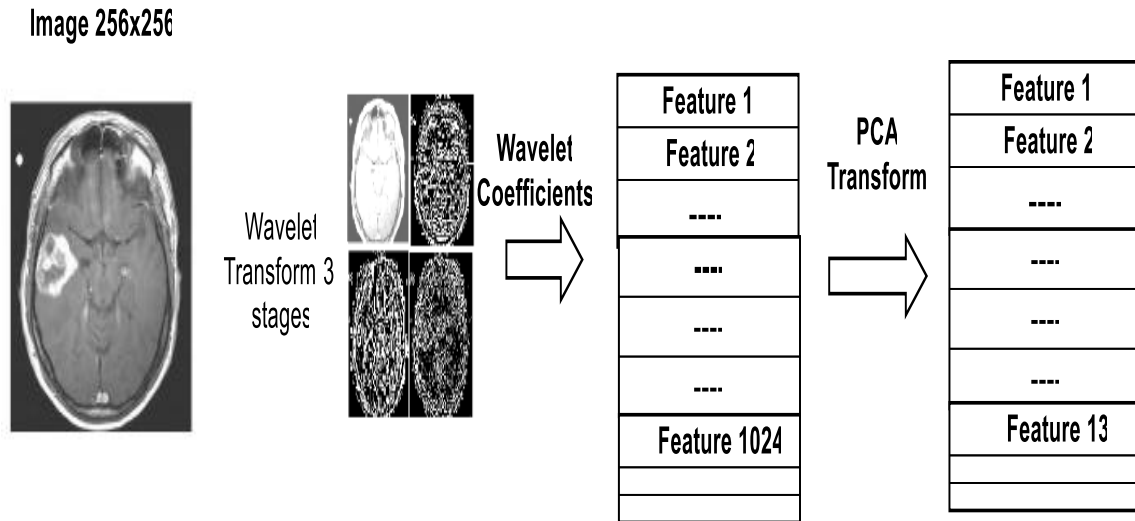 Image 256x256
Wavelet
Transform 3
stages
Wavelet
Coefficients
Feature 1
Feature 2
----
----
----
----
Feature 1024
PCA
Transform
Feature 1
Feature 2
----
----
----
----
Feature 13